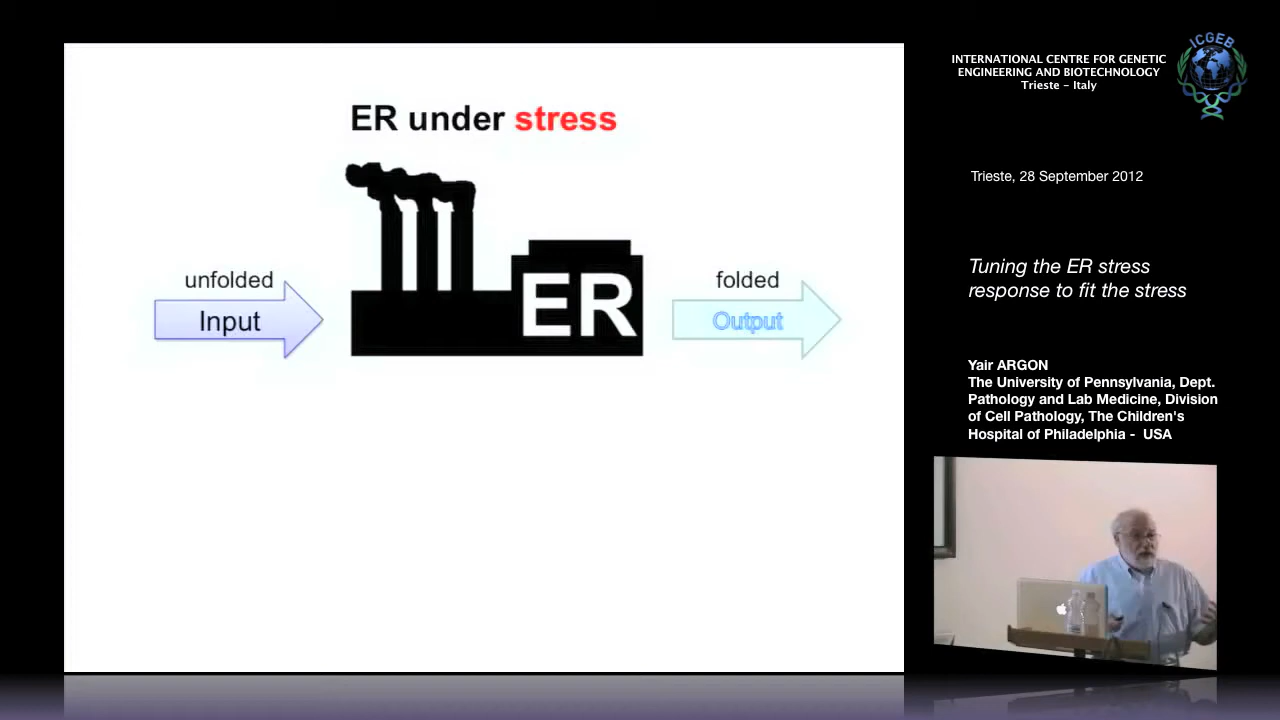 ER under stress
unfolded
Input
ER
folded
Output
INTERNATIONAL CENTRE FOR GENETIC
ENGINEERING AND BIOTECHNOLOGY
Trieste - Italy
ICGEB
Trieste, 28 September 2012
Tuning the ER stress
response to fit the stress
Yair ARGON
The University of Pennsylvania, Dept.
Pathology and Lab Medicine, Division
of Cell Pathology, The Children's
Hospital of Philadelphia - USA